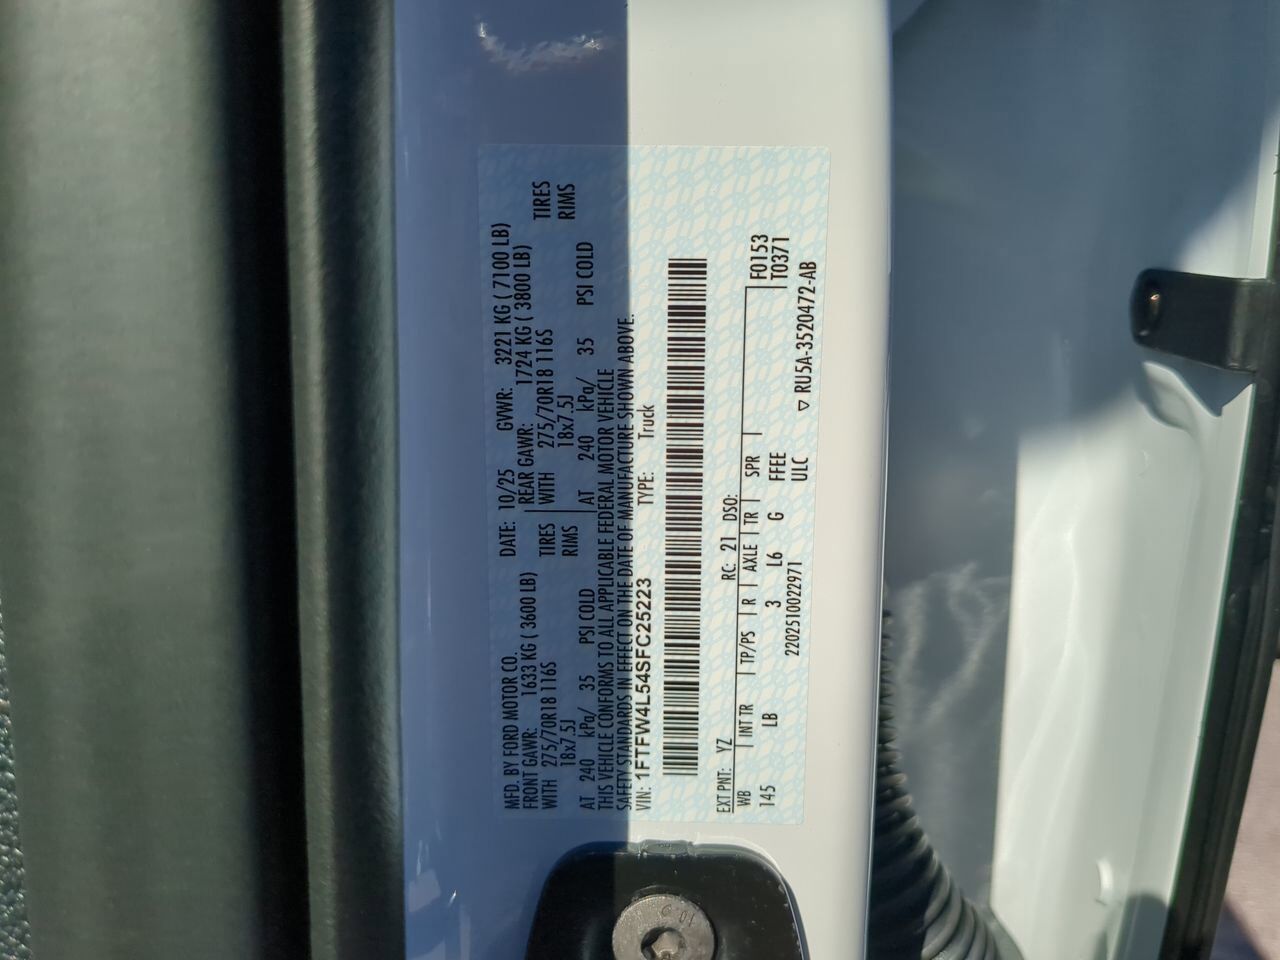 MFD. BY FORD MOTOR CO. DATE: 10/25 GVWR: 3221 KG ( 7100 LB)
FRONT GAWR: 1633 KG ( 3600 LB) REAR GAWR: 1724 KG ( 3800 LB)
WITH 275/70R18 116S TIRES WITH 275/70R18 116S TIRES
18x7.5J RIMS 18x7.5J RIMS
AT 240 kPa/ 35 PSI COLD AT 240 kPa/ 35 PSI COLD
THIS VEHICLE CONFORMS TO ALL APPLICABLE FEDERAL MOTOR VEHICLE
SAFETY STANDARDS IN EFFECT ON THE DATE OF MANUFACTURE SHOWN ABOVE.
VIN: 1FTFW4L54SFC25223 TYPE: Truck
EXT PNT: YZ RC: 21 DSO: F0153
WB INT TR TP/PS R AXLE TR SPR T0371
145 LB 3 L6 G FFEE
2202510022971 ULC ▽ RU5A-3520472-AB